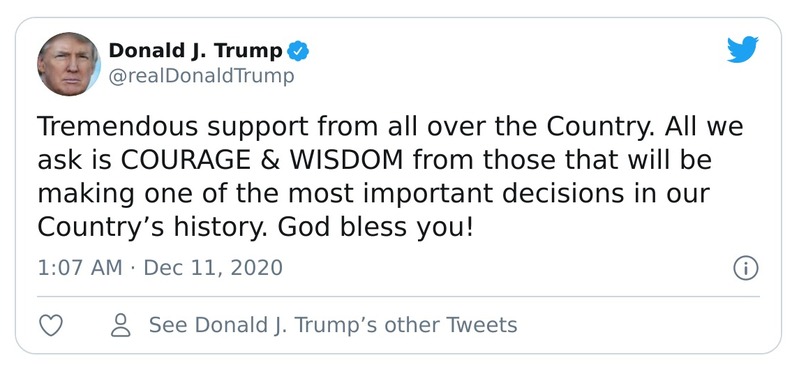 Donald J. Trump
@realDonaldTrump
Tremendous support from all over the Country. All we
ask is COURAGE & WISDOM from those that will be
making one of the most important decisions in our
Country’s history. God bless you!
1:07 AM · Dec 11, 2020
See Donald J. Trump’s other Tweets